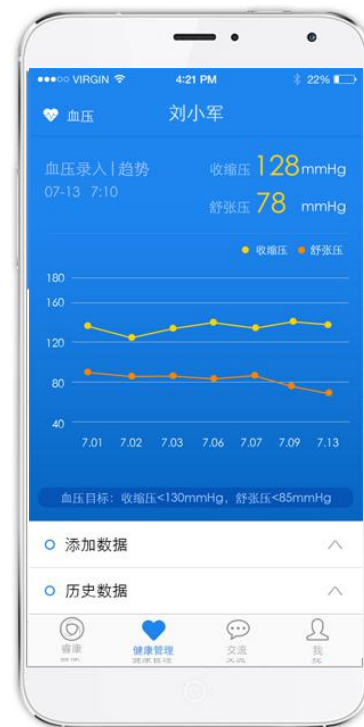 VIRGIN 4:21 PM 22%
血压 刘小军
血压录入|趋势 收缩压 128 mmHg
07-13 7:10
舒张压 78 mmHg
收缩压 舒张压
180
160
120
80
40
7.01 7.02 7.03 7.06 7.07 7.09 7.13
血压目标：收缩压<130mmHg，舒张压<85mmHg
添加数据
历史数据
睿康 健康管理 交流 我